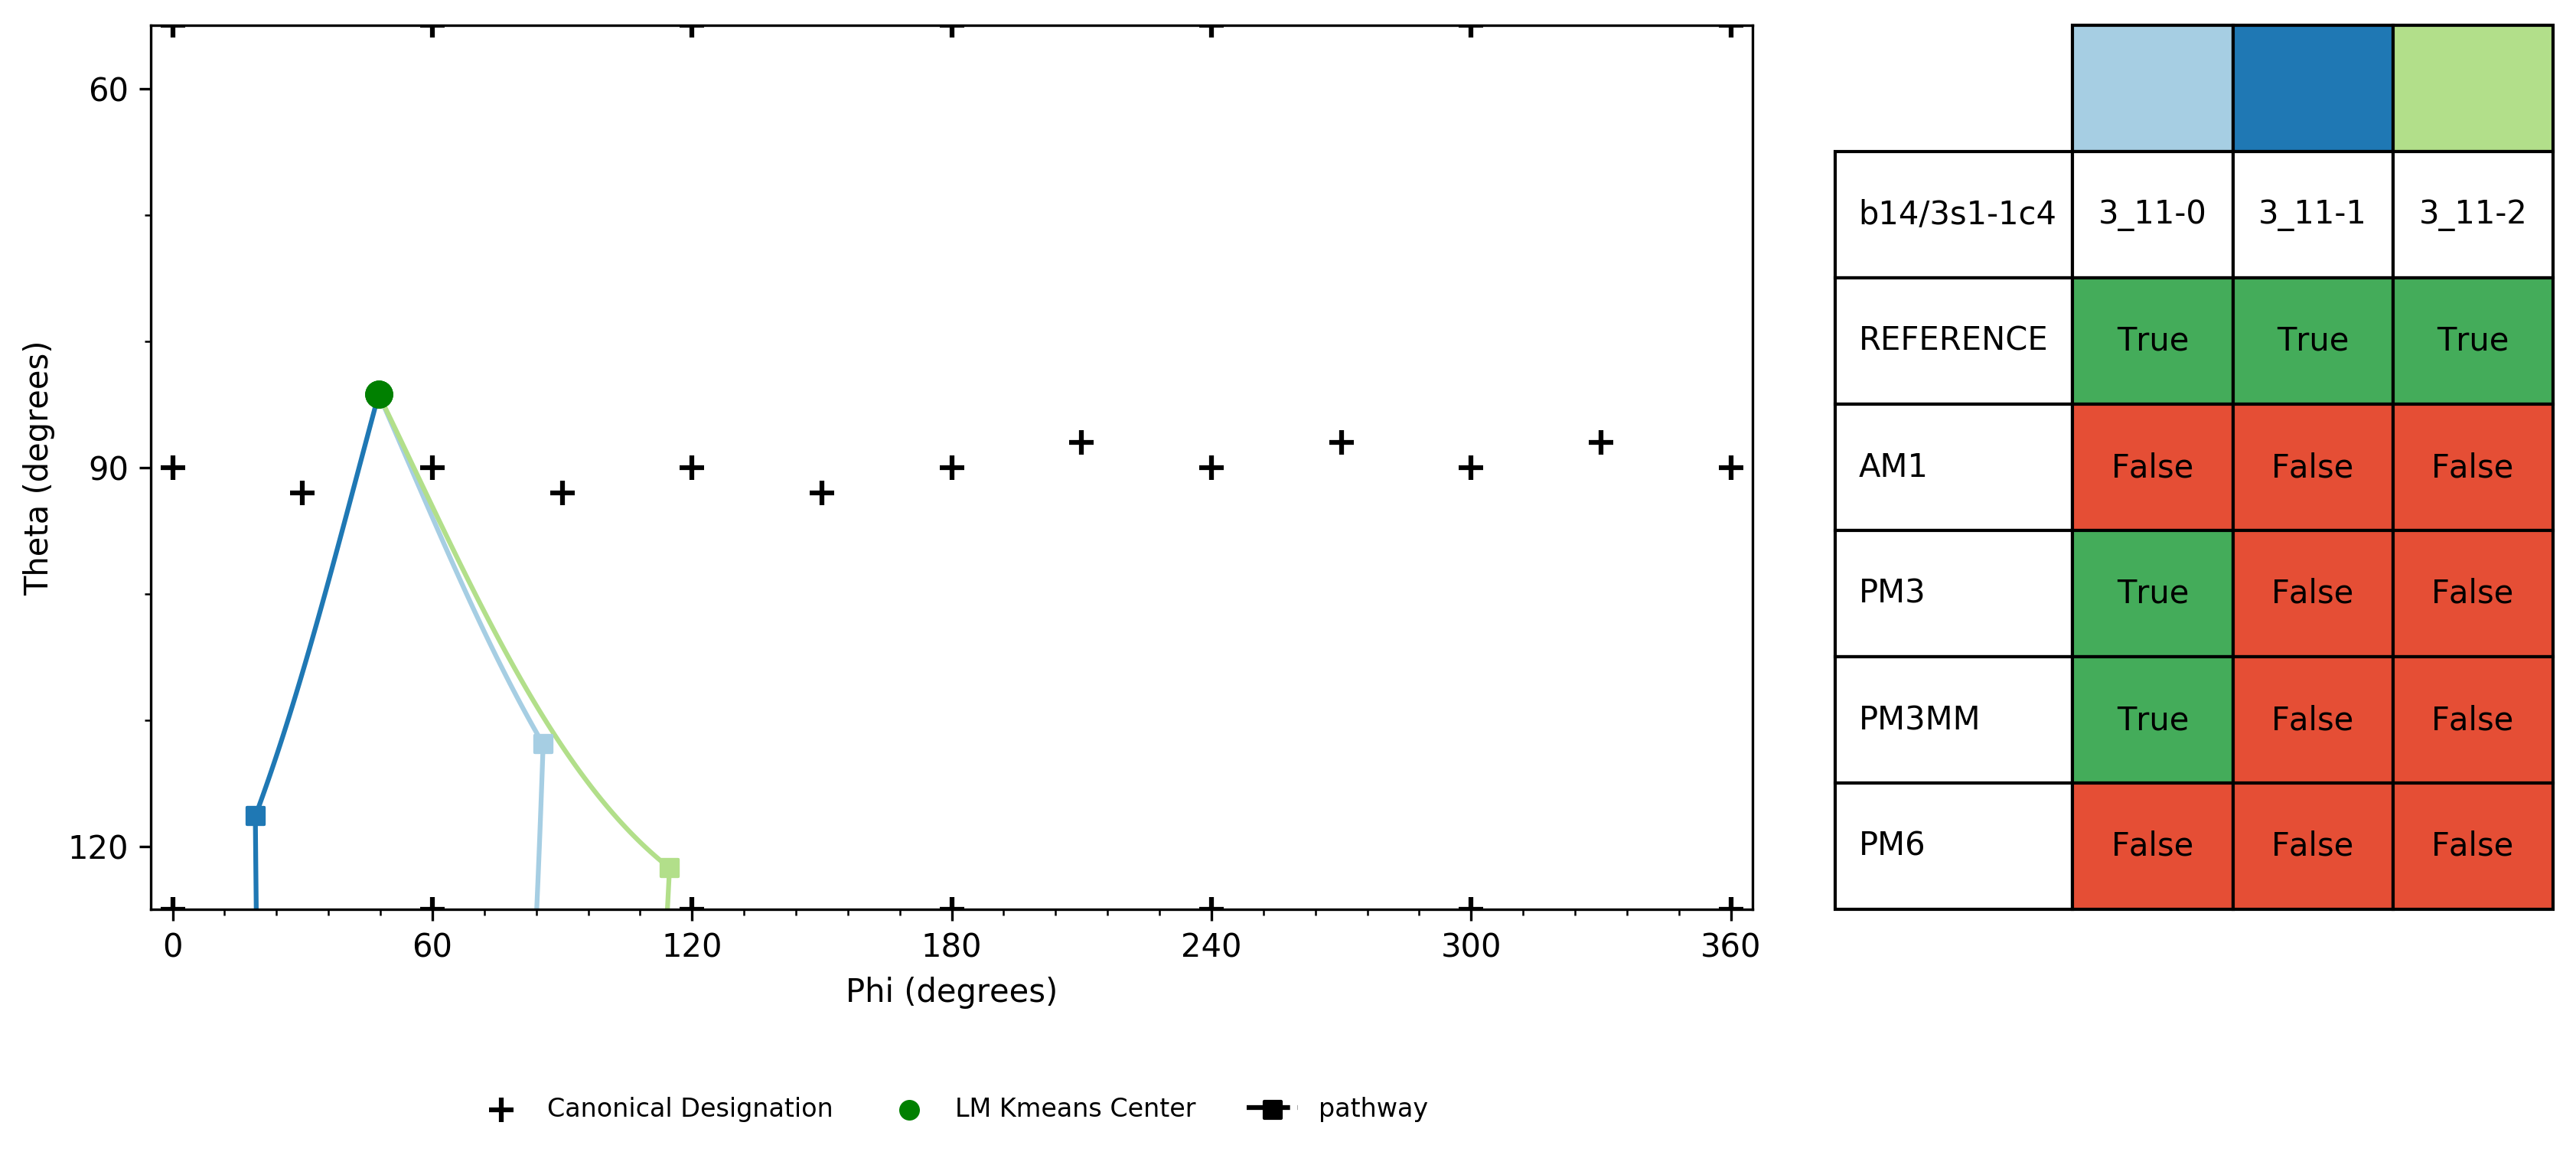 60
90
120
Theta (degrees)
0 60 120 180 240 300 360
Phi (degrees)
Canonical Designation LM Kmeans Center pathway
b14/3s1-1c4 3_11-0 3_11-1 3_11-2
REFERENCE True True True
AM1 False False False
PM3 True False False
PM3MM True False False
PM6 False False False